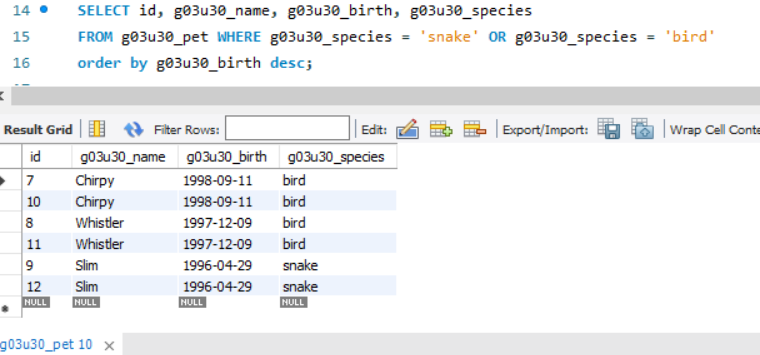 14 SELECT id, g03u30_name, g03u30_birth, g03u30_species
15 FROM g03u30_pet WHERE g03u30_species = 'snake' OR g03u30_species = 'bird'
16 order by g03u30_birth desc;
Result Grid Filter Rows: Edit: Export/Import: Wrap Cell Conte
id g03u30_name g03u30_birth g03u30_species
7 Chirpy 1998-09-11 bird
10 Chirpy 1998-09-11 bird
8 Whistler 1997-12-09 bird
11 Whistler 1997-12-09 bird
9 Slim 1996-04-29 snake
12 Slim 1996-04-29 snake
NULL NULL NULL NULL
g03u30_pet 10